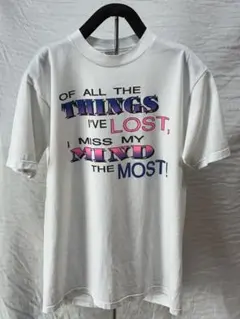 OF ALL THE
THINGS
I'VE LOST,
I MISS MY
MIND
THE MOST!